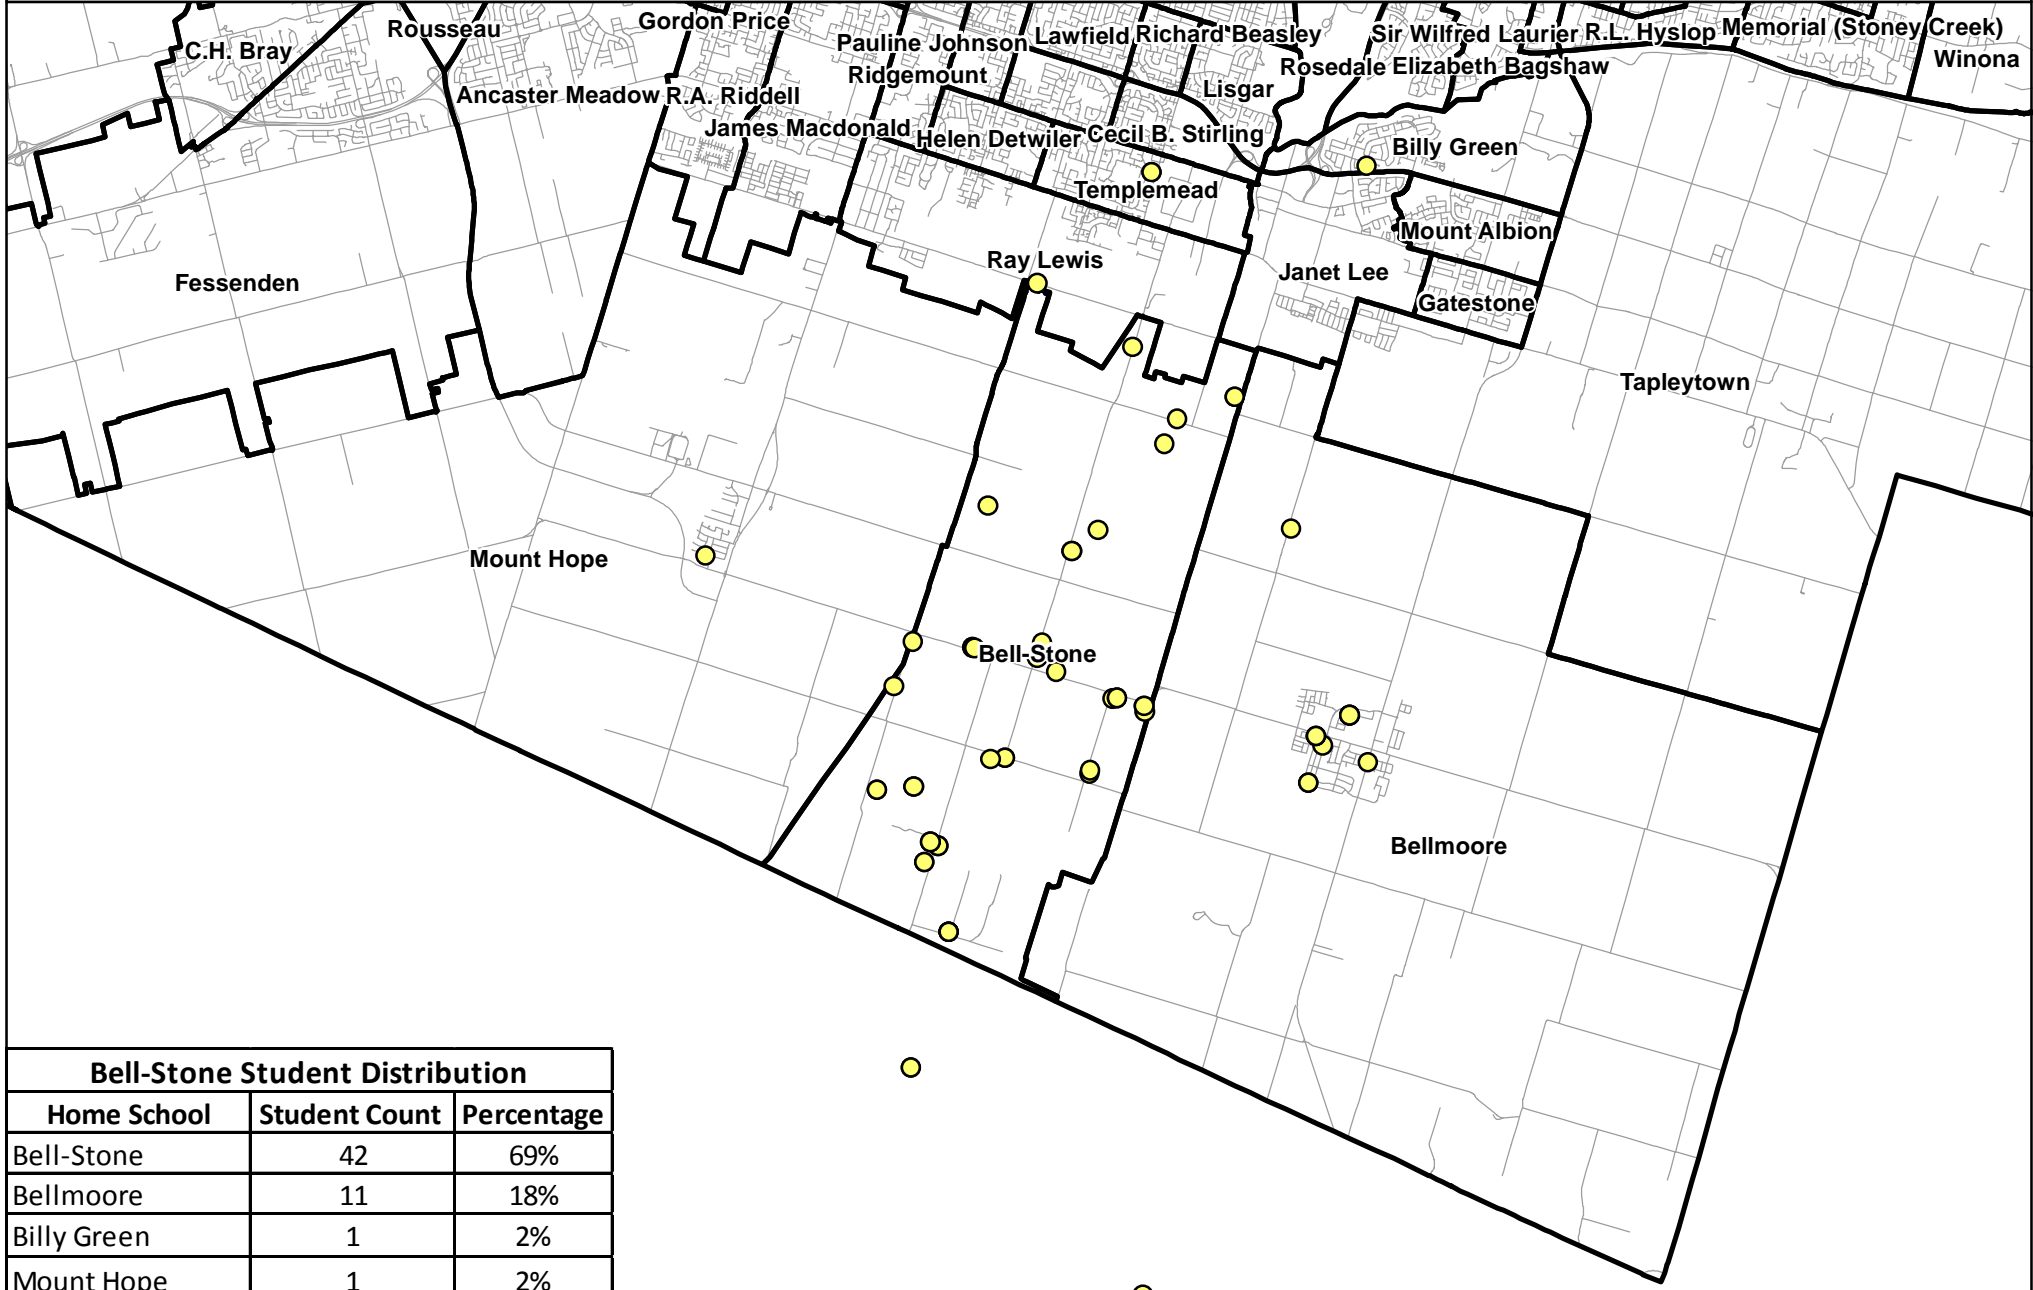 Gordon Price
Rousseau
C.H. Bray
Pauline Johnson
Lawfield
Richard Beasley
Sir Wilfred Laurier
R.L. Hyslop
Memorial (Stoney Creek)
Winona
Ridgemount
Rosedale
Elizabeth Bagshaw
Ancaster Meadow
R.A. Riddell
Lisgar
James Macdonald
Helen Detwiler
Cecil B. Stirling
Billy Green
Templemead
Mount Albion
Ray Lewis
Janet Lee
Fessenden
Gatestone
Tapleytown
Mount Hope
Bell-Stone
Bellmoore
Bell-Stone Student Distribution
Home School Student Count Percentage
Bell-Stone 42 69%
Bellmoore 11 18%
Billy Green 1 2%
Mount Hope 1 2%